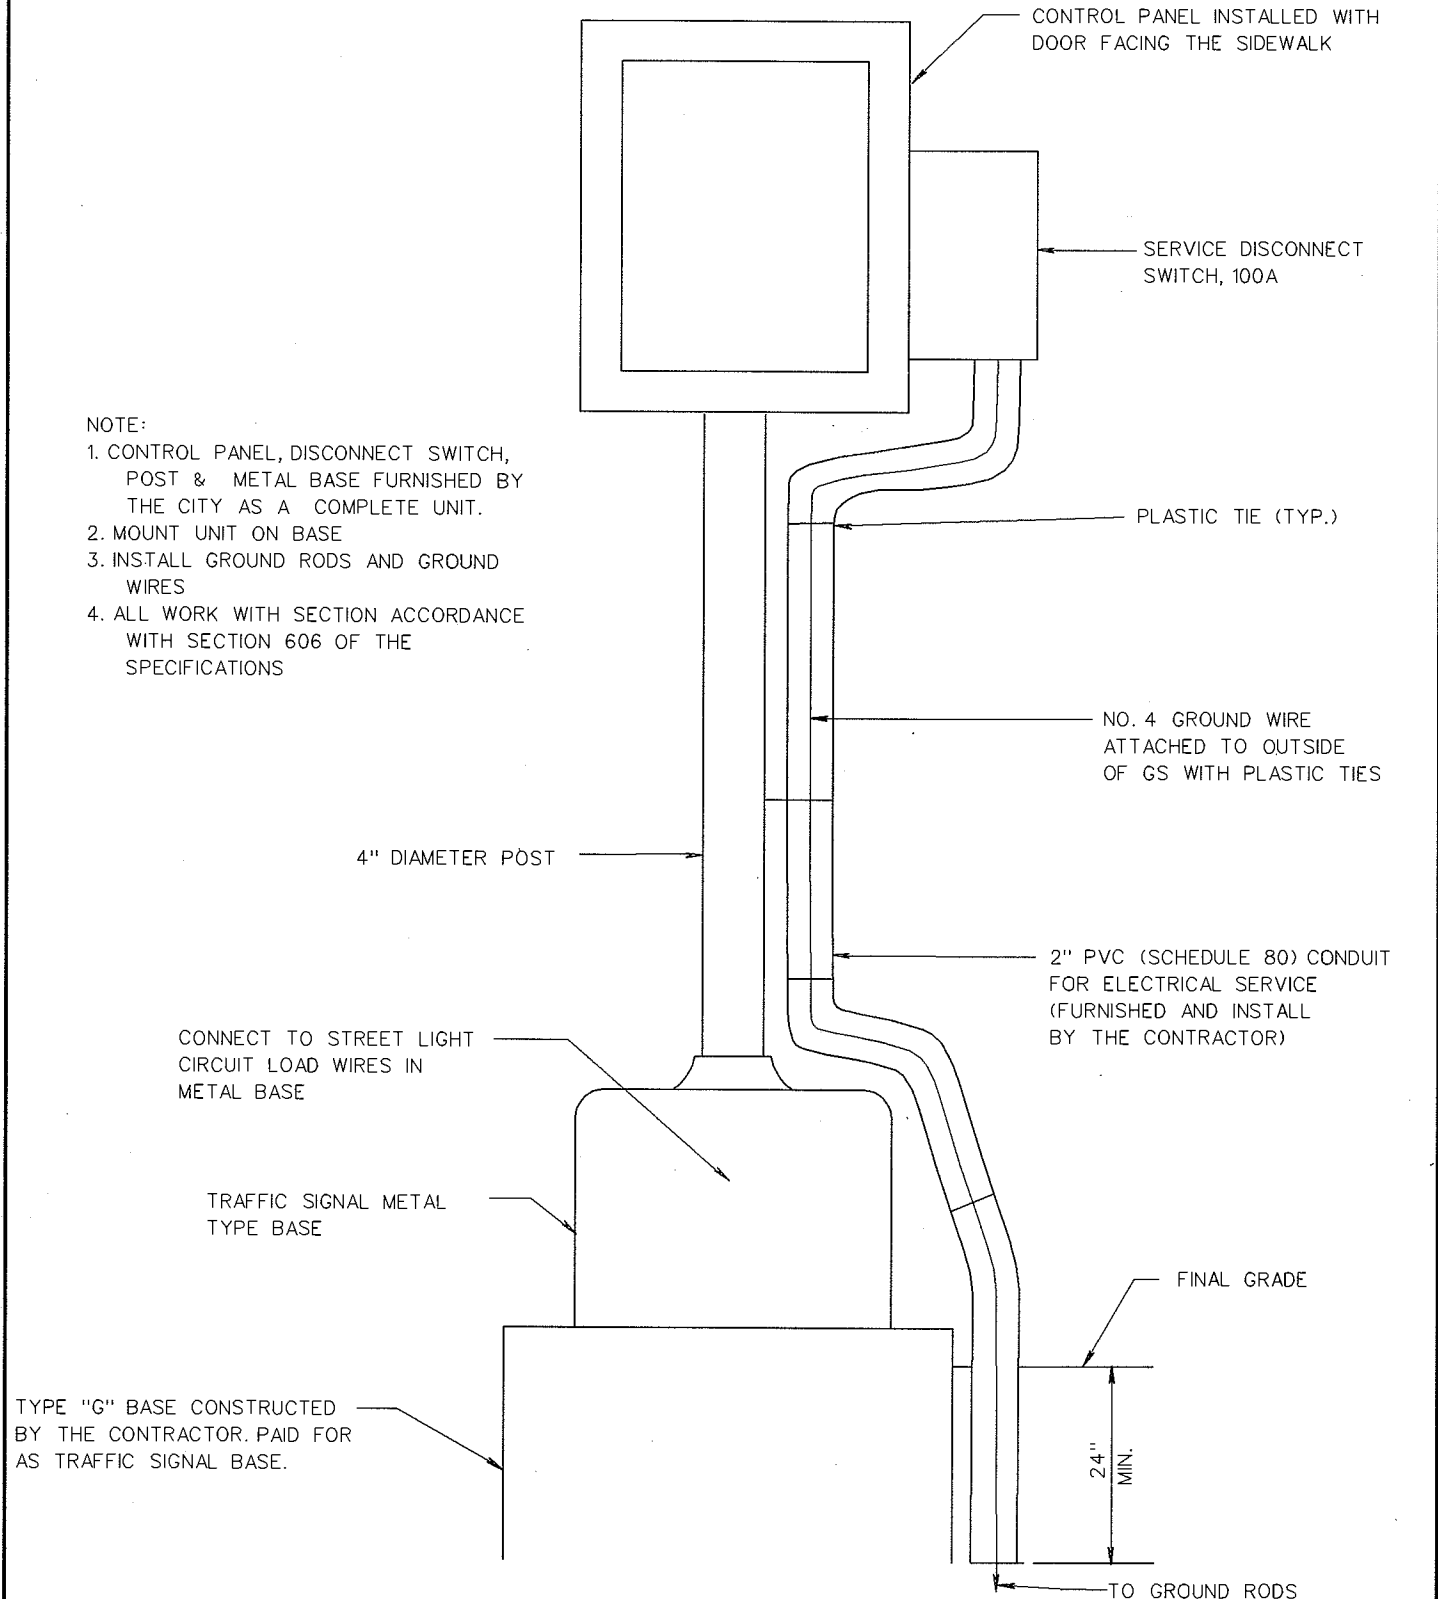 CONTROL PANEL INSTALLED WITH
DOOR FACING THE SIDEWALK
SERVICE DISCONNECT
SWITCH, 100A
NOTE:
1. CONTROL PANEL, DISCONNECT SWITCH,
POST & METAL BASE FURNISHED BY
THE CITY AS A COMPLETE UNIT.
2. MOUNT UNIT ON BASE
3. INSTALL GROUND RODS AND GROUND
WIRES
4. ALL WORK WITH SECTION ACCORDANCE
WITH SECTION 606 OF THE
SPECIFICATIONS
PLASTIC TIE (TYP.)
NO. 4 GROUND WIRE
ATTACHED TO OUTSIDE
OF GS WITH PLASTIC TIES
4" DIAMETER POST
2" PVC (SCHEDULE 80) CONDUIT
FOR ELECTRICAL SERVICE
(FURNISHED AND INSTALL
BY THE CONTRACTOR)
CONNECT TO STREET LIGHT
CIRCUIT LOAD WIRES IN
METAL BASE
TRAFFIC SIGNAL METAL
TYPE BASE
FINAL GRADE
TYPE "G" BASE CONSTRUCTED
BY THE CONTRACTOR. PAID FOR
AS TRAFFIC SIGNAL BASE.
24"
MIN.
TO GROUND RODS